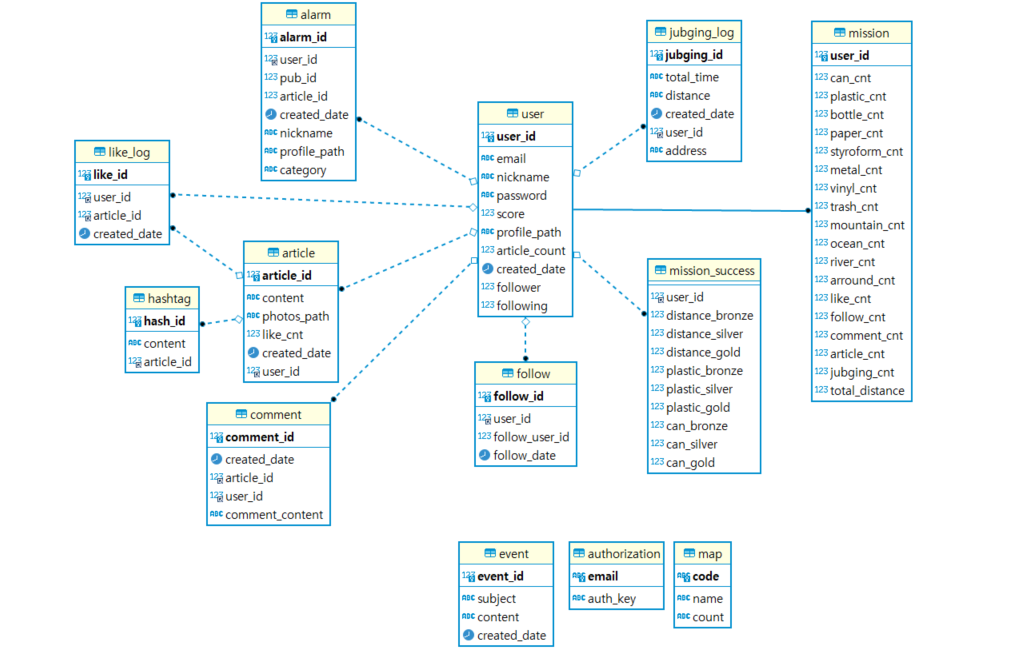 alarm
alarm_id
user_id
pub_id
article_id
created_date
nickname
profile_path
category
jubging_log
jubging_id
total_time
distance
created_date
user_id
address
mission
user_id
can_cnt
plastic_cnt
bottle_cnt
paper_cnt
styroform_cnt
metal_cnt
vinyl_cnt
trash_cnt
mountain_cnt
ocean_cnt
river_cnt
arround_cnt
like_cnt
follow_cnt
comment_cnt
article_cnt
jubging_cnt
total_distance
user
user_id
email
nickname
password
score
profile_path
article_count
created_date
follower
following
like_log
like_id
user_id
article_id
created_date
article
article_id
content
photos_path
like_cnt
created_date
user_id
hashtag
hash_id
content
article_id
mission_success
user_id
distance_bronze
distance_silver
distance_gold
plastic_bronze
plastic_silver
plastic_gold
can_bronze
can_silver
can_gold
follow
follow_id
user_id
follow_user_id
follow_date
comment
comment_id
created_date
article_id
user_id
comment_content
event
event_id
subject
content
created_date
authorization
email
auth_key
map
code
name
count